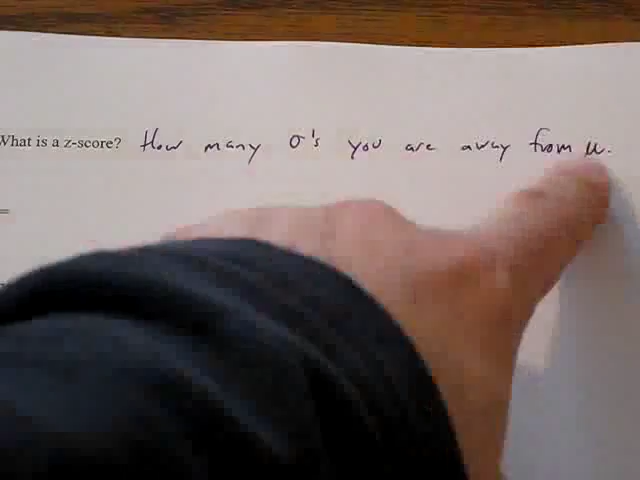 What is a z-score? How many σ's you are away from μ.
=